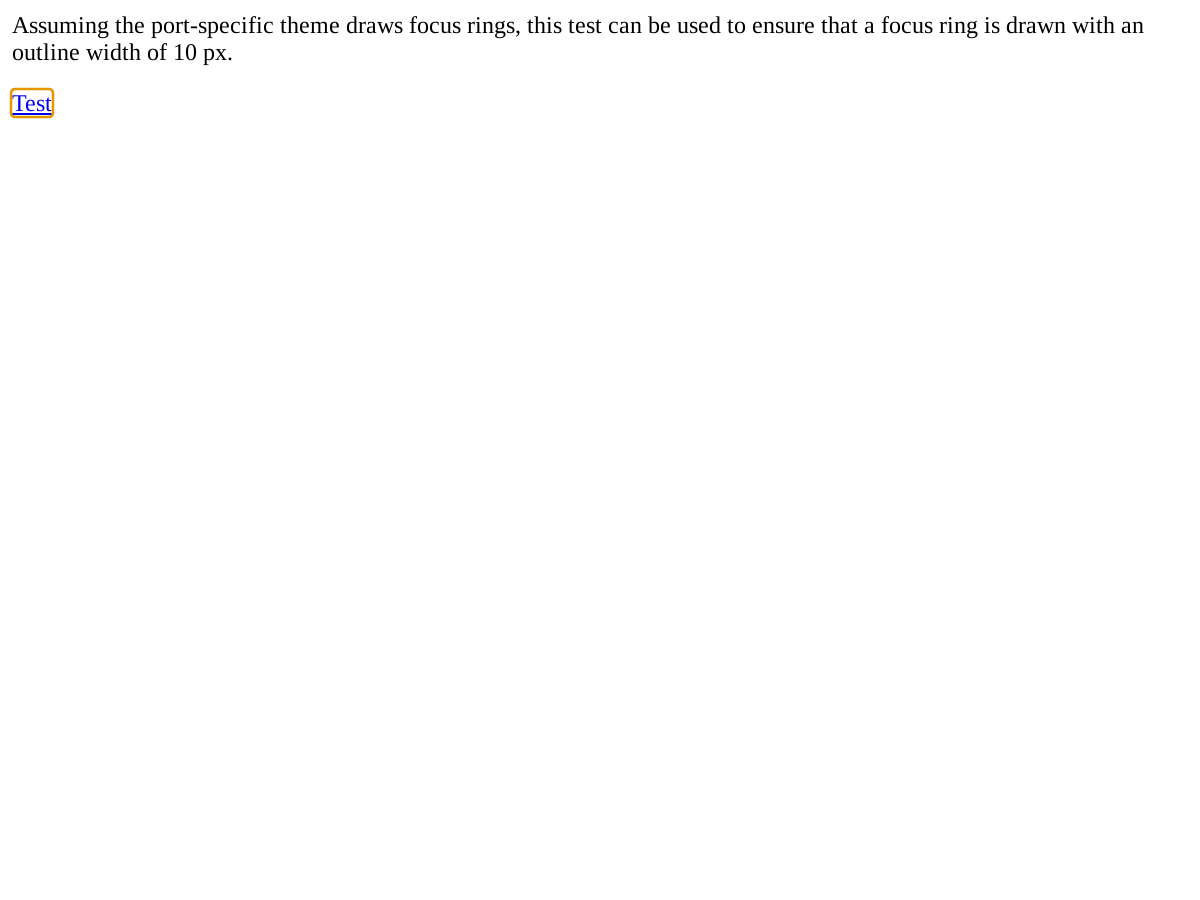 Assuming the port-specific theme draws focus rings, this test can be used to ensure that a focus ring is drawn with an
outline width of 10 px.
Test